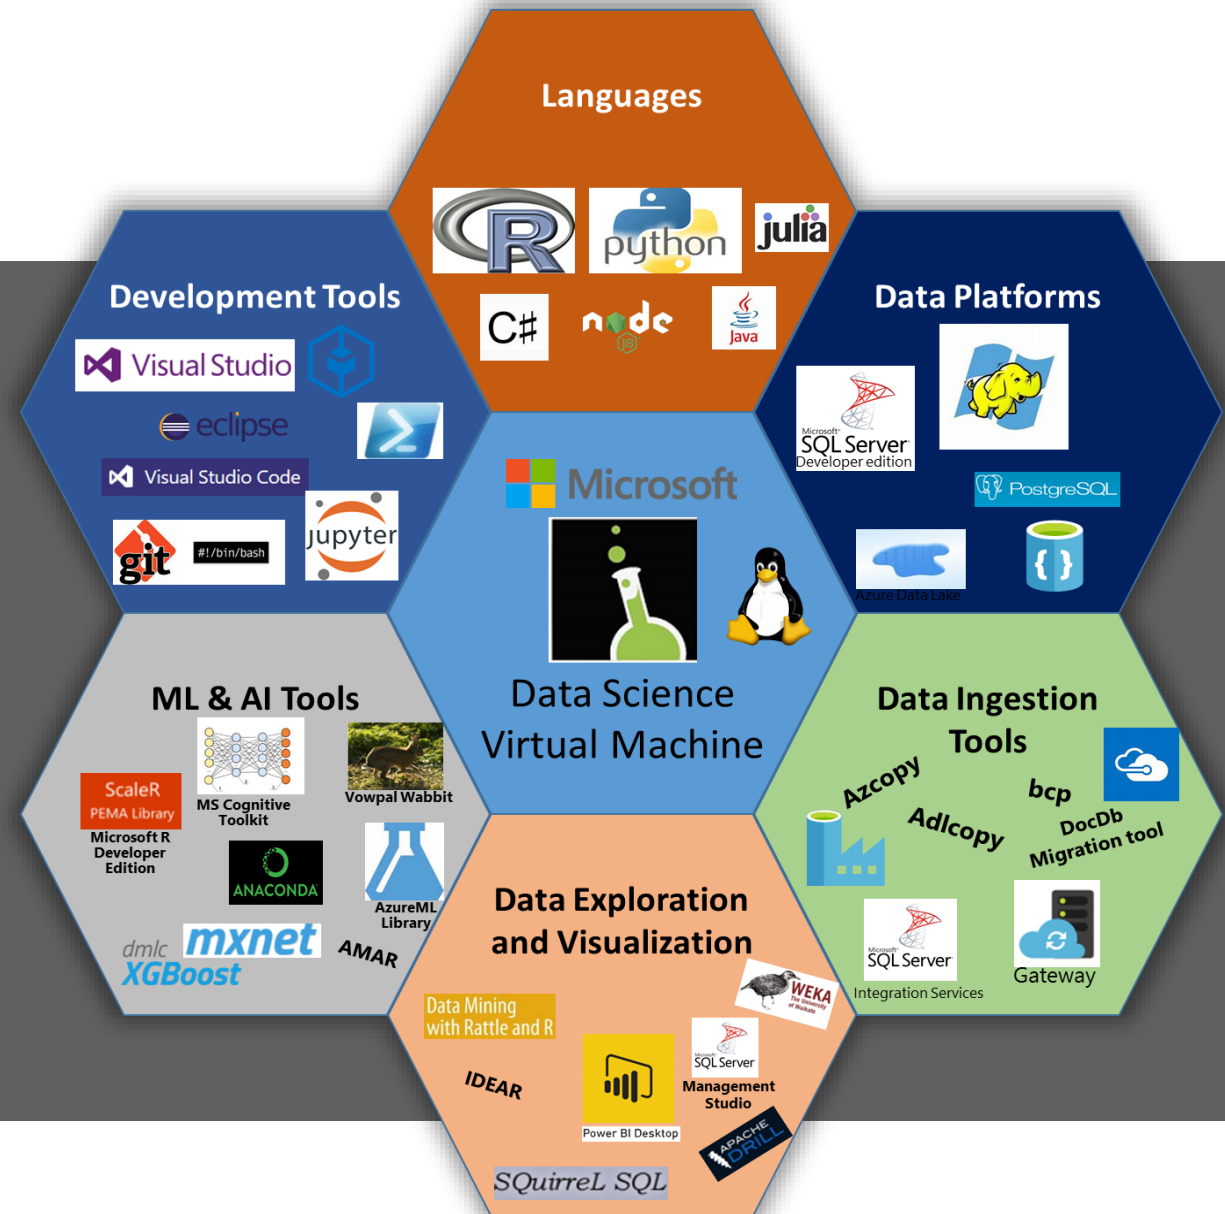 Languages
R
python
julia
C#
node
JS
Java
Development Tools
Visual Studio
eclipse
Visual Studio Code
git
#!/bin/bash
jupyter
Data Platforms
Microsoft®
SQL Server®
Developer edition
PostgreSQL
{ }
Azure Data Lake
Microsoft
Data Science
Virtual Machine
ML & AI Tools
ScaleR
PEMA Library
Microsoft R
Developer
Edition
MS Cognitive
Toolkit
Vowpal Wabbit
ANACONDA
AzureML
Library
dmlc
XGBoost
mxnet
AMAR
Data Ingestion
Tools
Azcopy
bcp
Adlcopy
DocDb
Migration tool
Microsoft®
SQL Server®
Integration Services
Gateway
Data Exploration
and Visualization
WEKA
The University
of Waikato
Data Mining
with Rattle and R
IDEAR
Power BI Desktop
Microsoft®
SQL Server®
Management
Studio
APACHE
DRILL
SQuirreL SQL